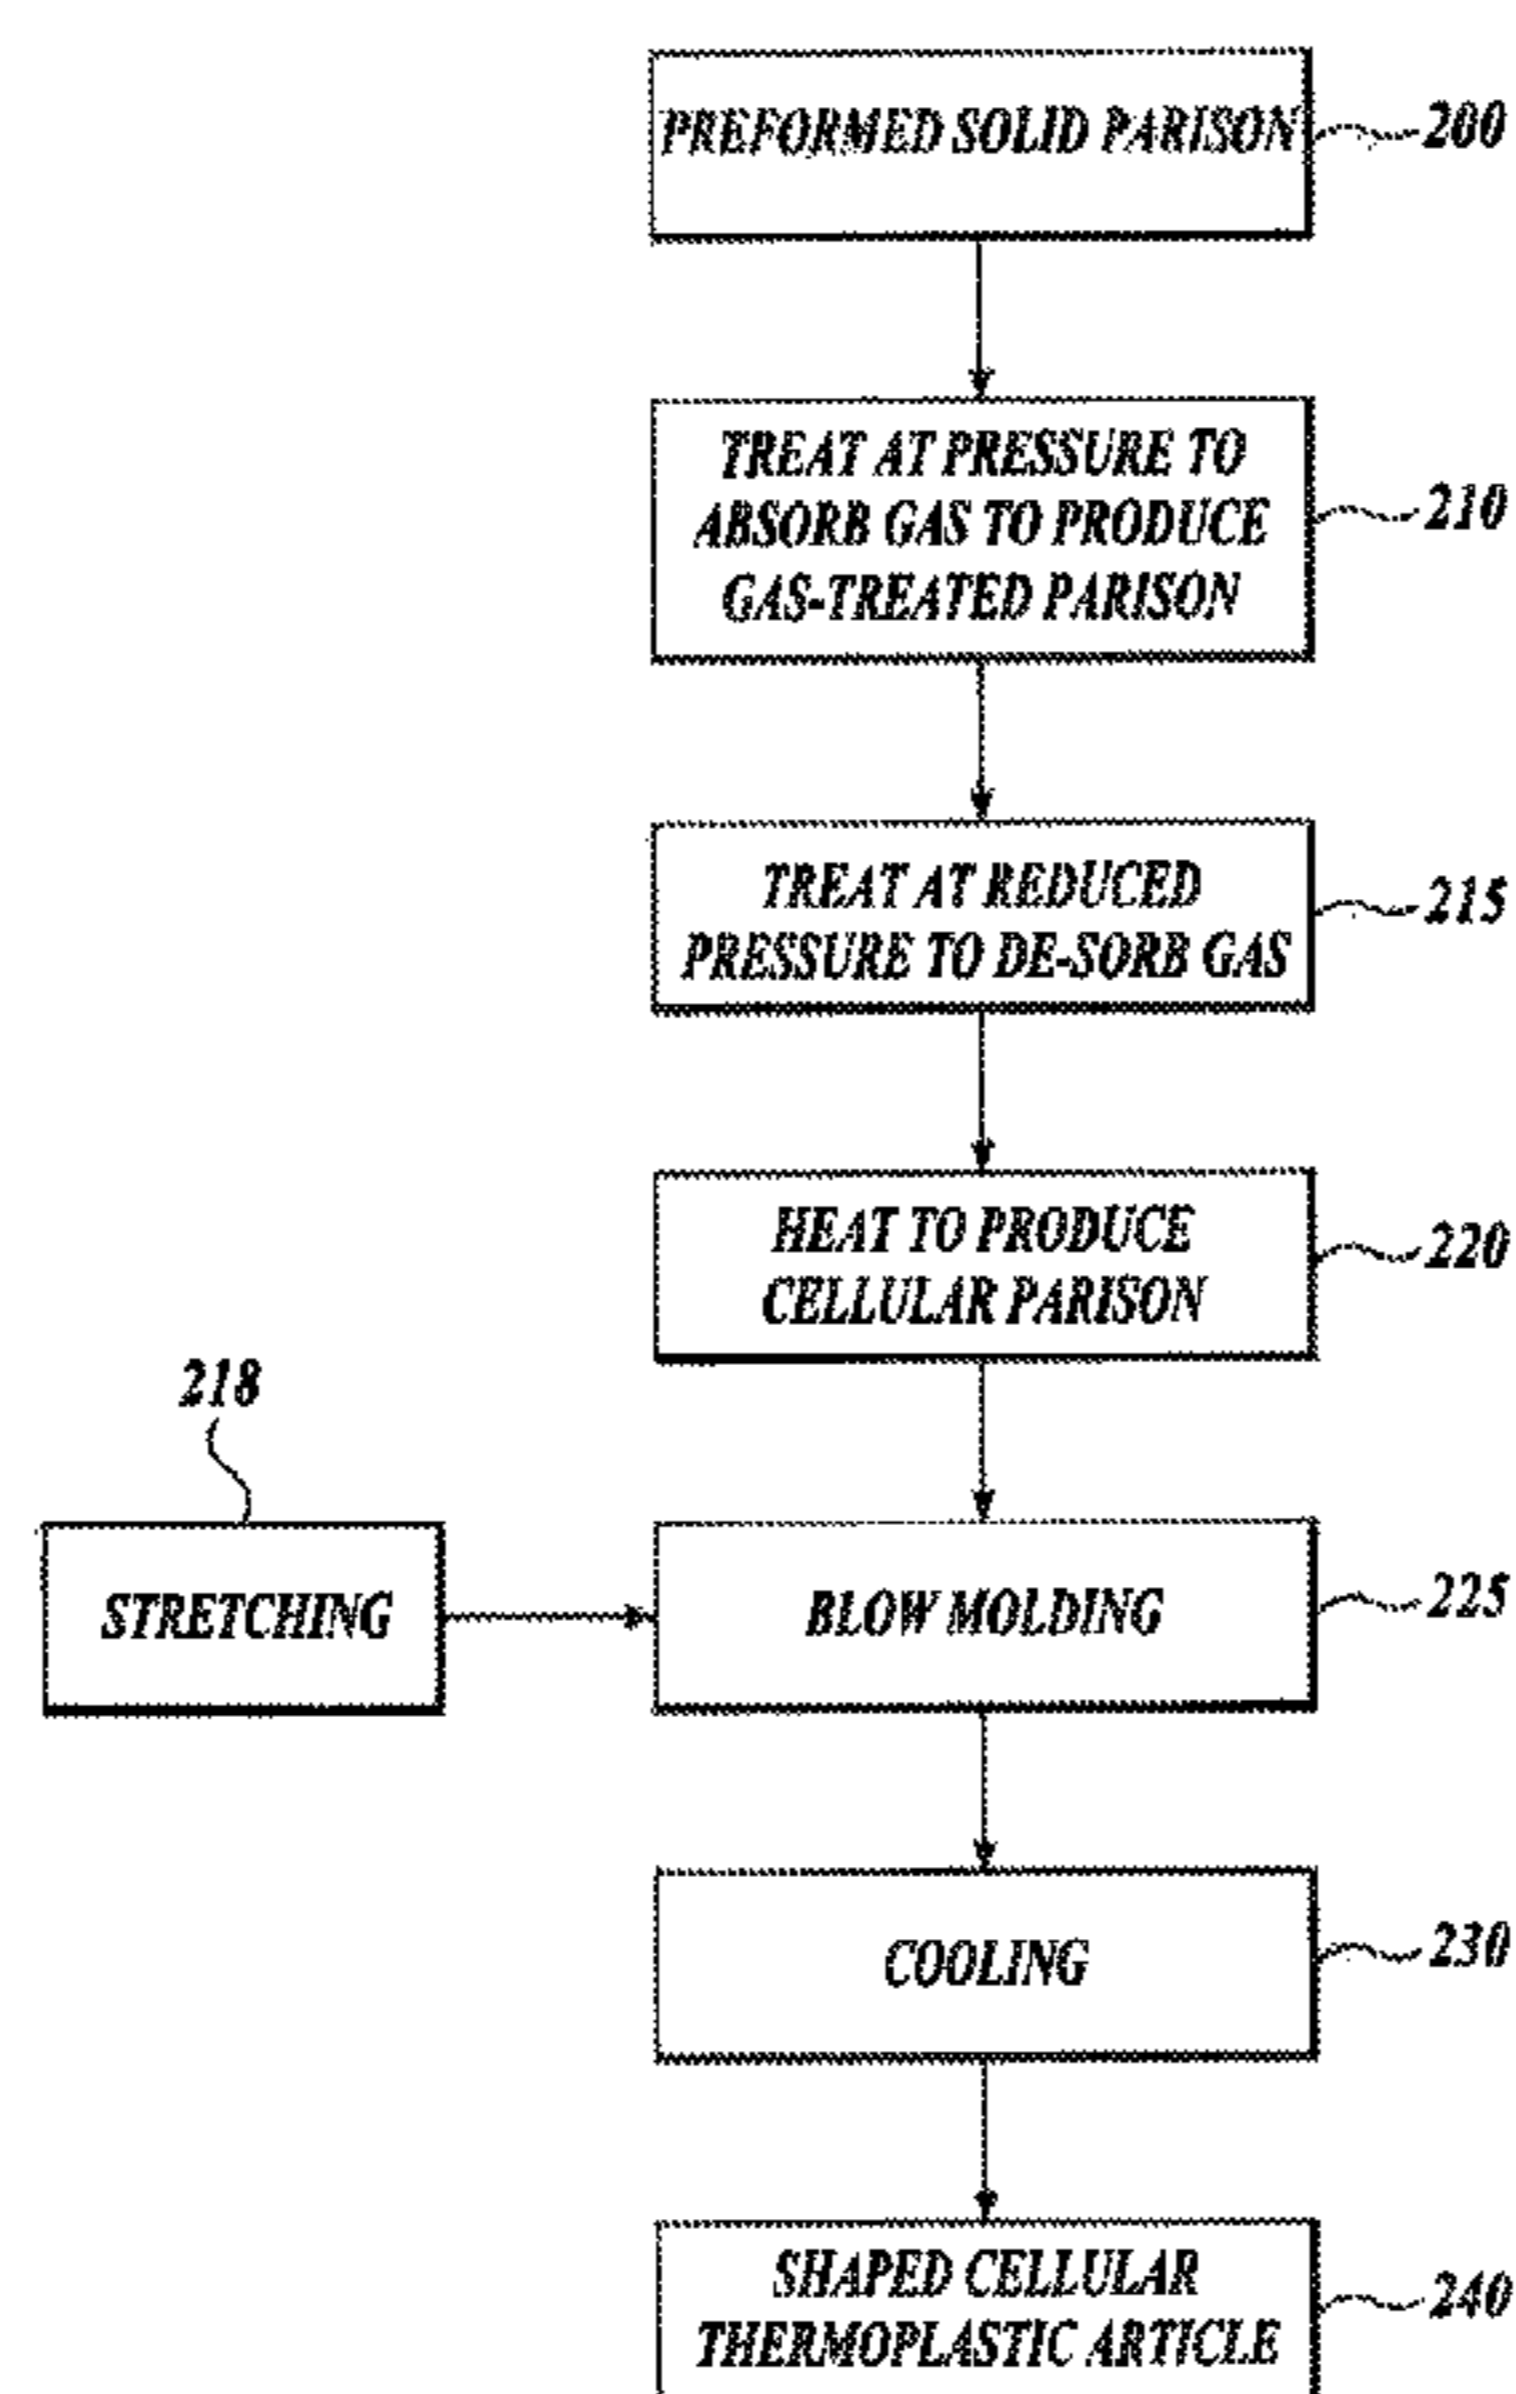 PREFORMED SOLID PARISON
200
TREAT AT PRESSURE TO
ABSORB GAS TO PRODUCE
GAS-TREATED PARISON
210
TREAT AT REDUCED
PRESSURE TO DE-SORB GAS
215
HEAT TO PRODUCE
CELLULAR PARISON
220
218
STRETCHING
BLOW MOLDING
225
COOLING
230
SHAPED CELLULAR
THERMOPLASTIC ARTICLE
240